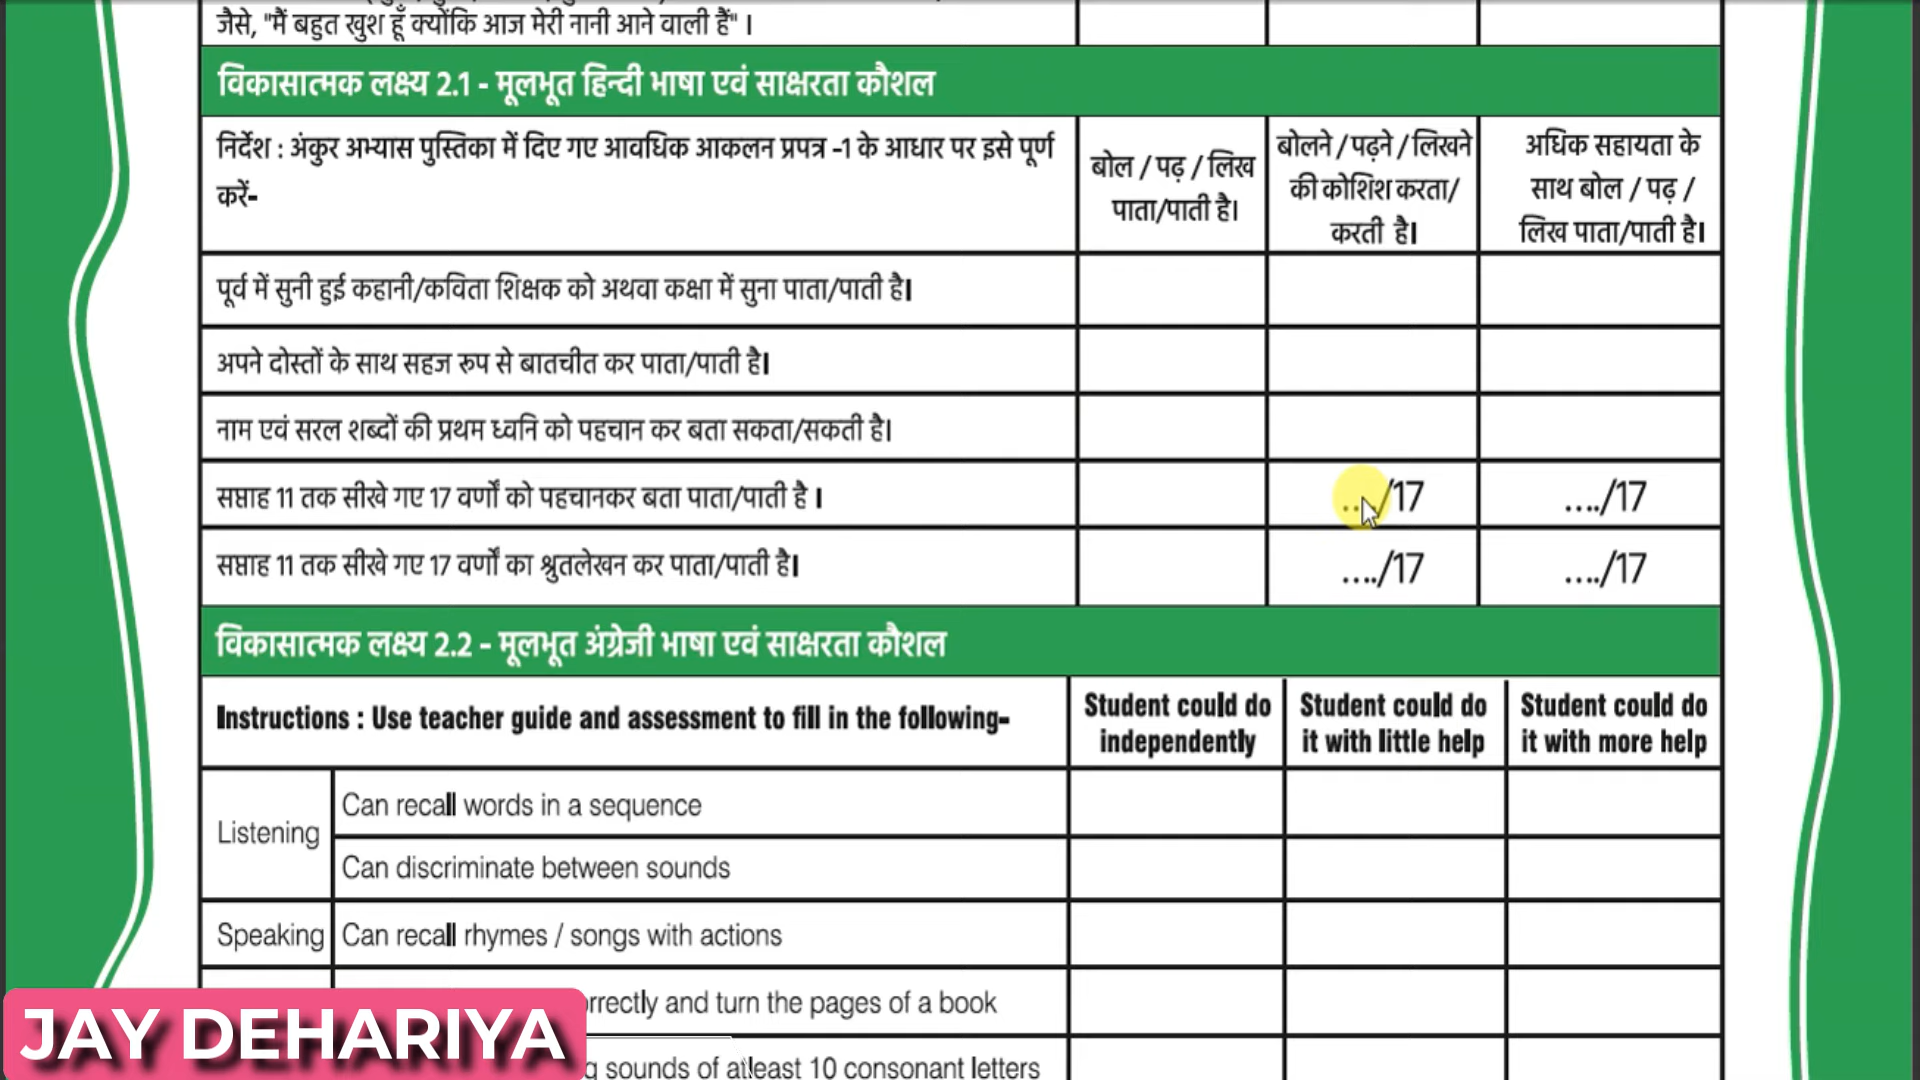 जैसे, "मैं बहुत खुश हूँ क्योंकि आज मेरी नानी आने वाली हैं" ।
विकासात्मक लक्ष्य 2.1 - मूलभूत हिन्दी भाषा एवं साक्षरता कौशल
निर्देश : अंकुर अभ्यास पुस्तिका में दिए गए आवधिक आकलन प्रपत्र -1 के आधार पर इसे पूर्ण
करें-
बोल / पढ़ / लिख
पाता/पाती है।
बोलने / पढ़ने / लिखने
की कोशिश करता/
करती है।
अधिक सहायता के
साथ बोल / पढ़ /
लिख पाता/पाती है।
पूर्व में सुनी हुई कहानी/कविता शिक्षक को अथवा कक्षा में सुना पाता/पाती है।
अपने दोस्तों के साथ सहज रूप से बातचीत कर पाता/पाती है।
नाम एवं सरल शब्दों की प्रथम ध्वनि को पहचान कर बता सकता/सकती है।
सप्ताह 11 तक सीखे गए 17 वर्णों को पहचानकर बता पाता/पाती है ।
..../17
..../17
सप्ताह 11 तक सीखे गए 17 वर्णों का श्रुतलेखन कर पाता/पाती है।
..../17
..../17
विकासात्मक लक्ष्य 2.2 - मूलभूत अंग्रेजी भाषा एवं साक्षरता कौशल
Instructions : Use teacher guide and assessment to fill in the following-
Student could do
independently
Student could do
it with little help
Student could do
it with more help
Listening
Can recall words in a sequence
Can discriminate between sounds
Speaking
Can recall rhymes / songs with actions
and turn the pages of a book
sounds of atleast 10 consonant letters
JAY DEHARIYA